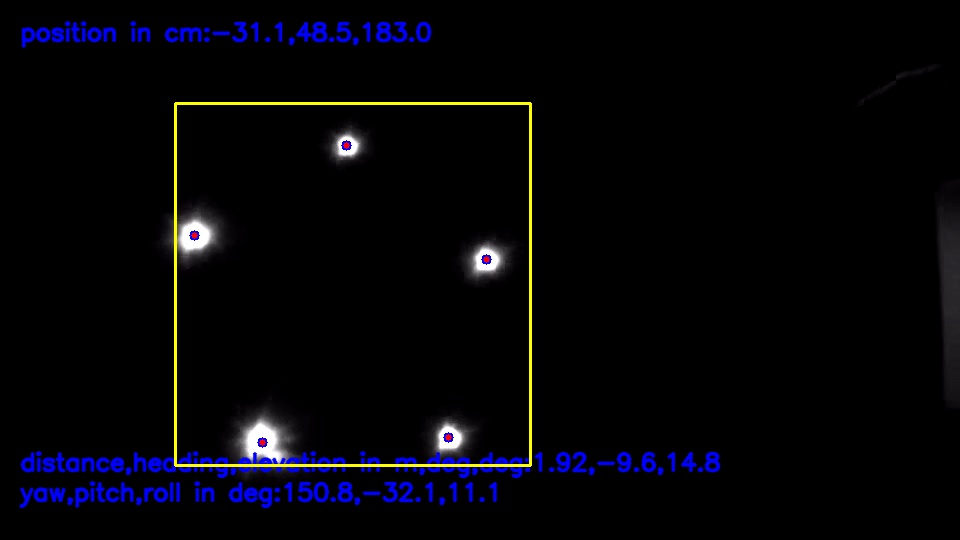 position in cm:-31.1,48.5,183.0
distance,heading,elevation in m,deg,deg:1.92,-9.6,14.8
yaw,pitch,roll in deg:150.8,-32.1,11.1